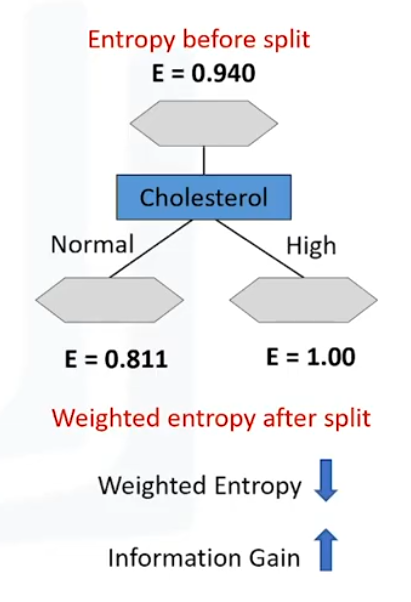 Entropy before split
E = 0.940
Cholesterol
Normal
High
E = 0.811
E = 1.00
Weighted entropy after split
Weighted Entropy
Information Gain